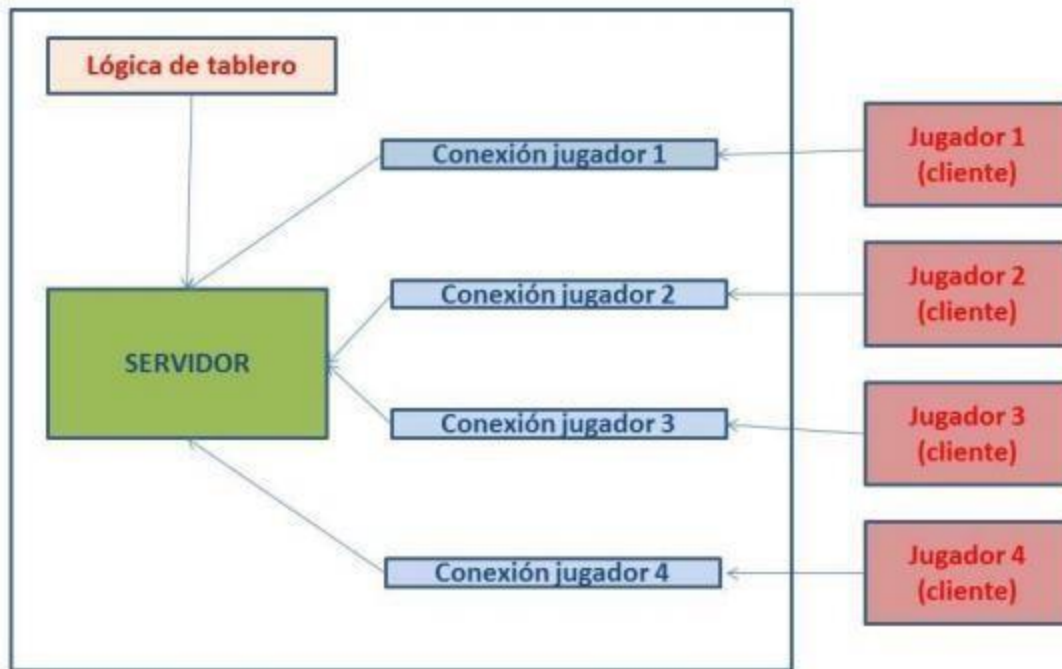 Lógica de tablero
Conexión jugador 1
Jugador 1
(cliente)
Conexión jugador 2
Jugador 2
(cliente)
SERVIDOR
Conexión jugador 3
Jugador 3
(cliente)
Conexión jugador 4
Jugador 4
(cliente)